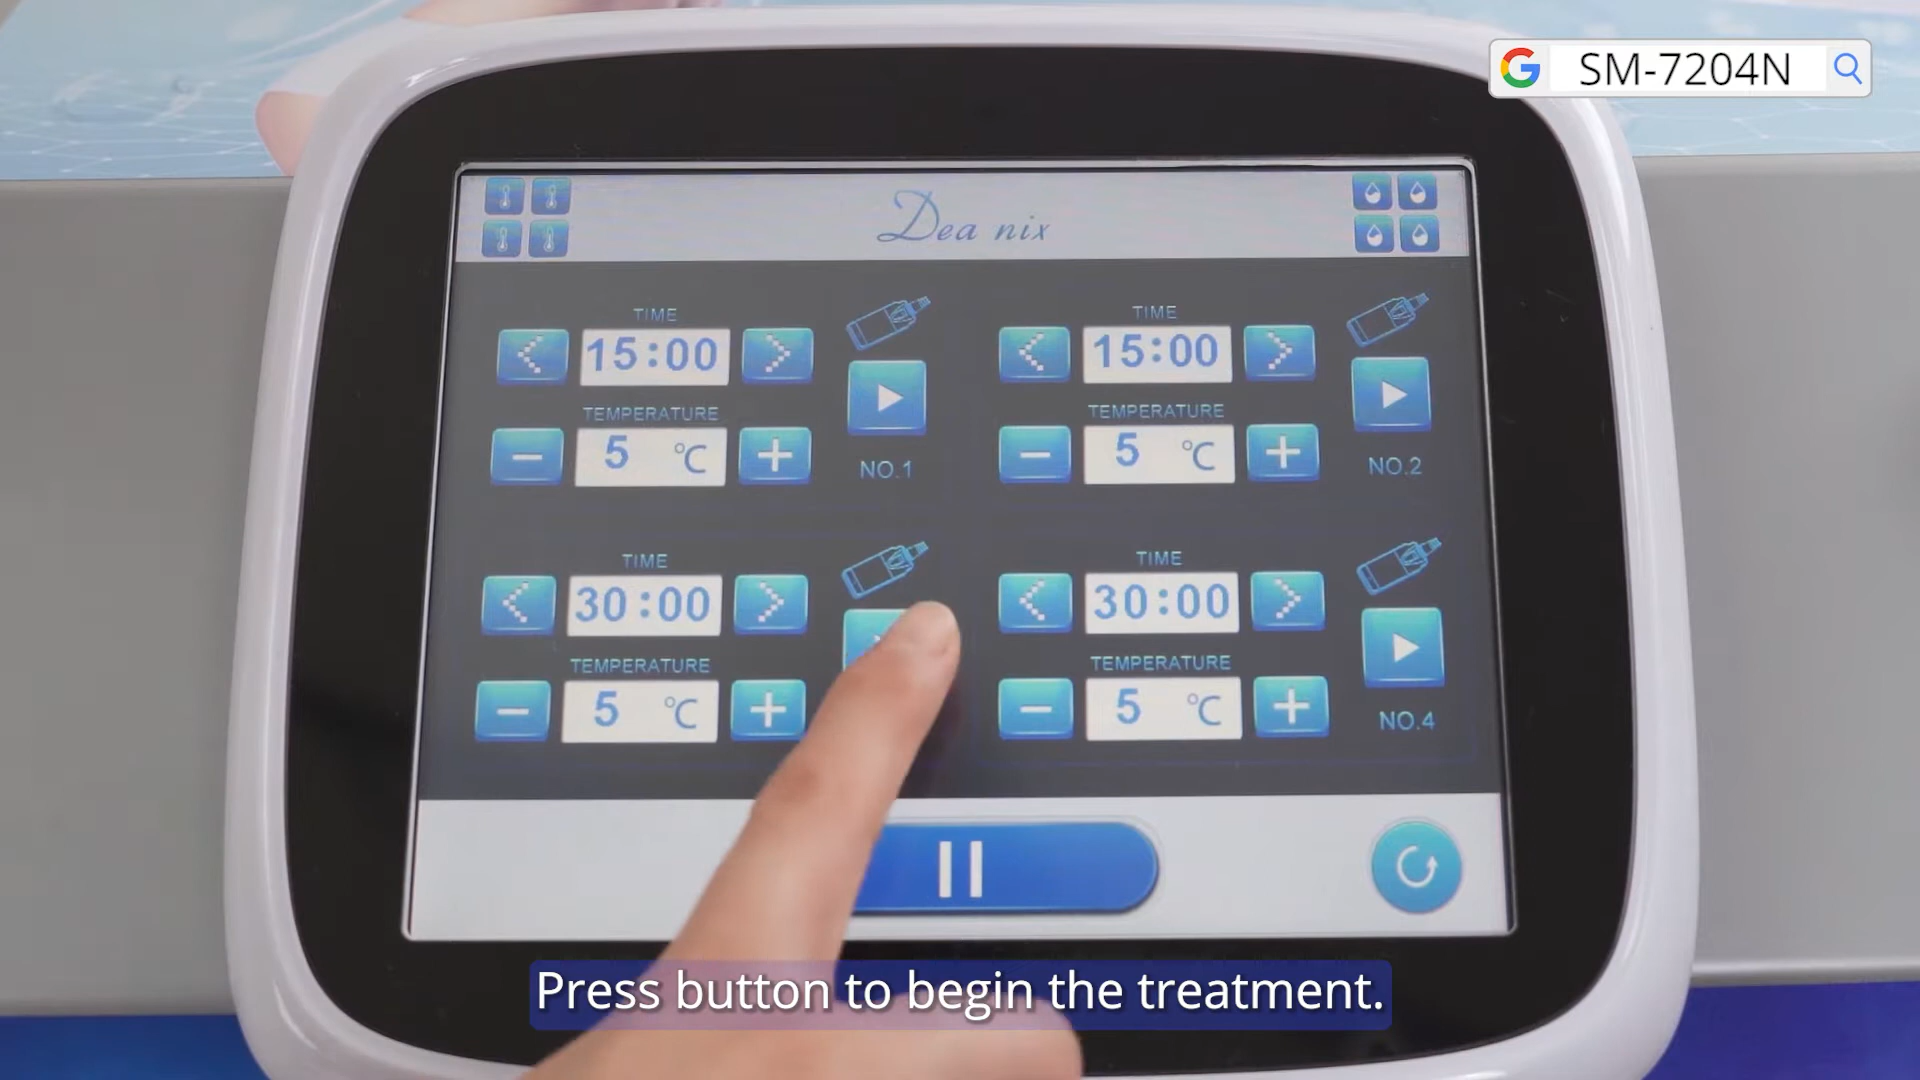 SM-7204N
Dea nix
TIME
15:00
TEMPERATURE
5 °C
NO.1
TIME
15:00
TEMPERATURE
5 °C
NO.2
TIME
30:00
TEMPERATURE
5 °C
TIME
30:00
TEMPERATURE
5 °C
NO.4
Press button to begin the treatment.